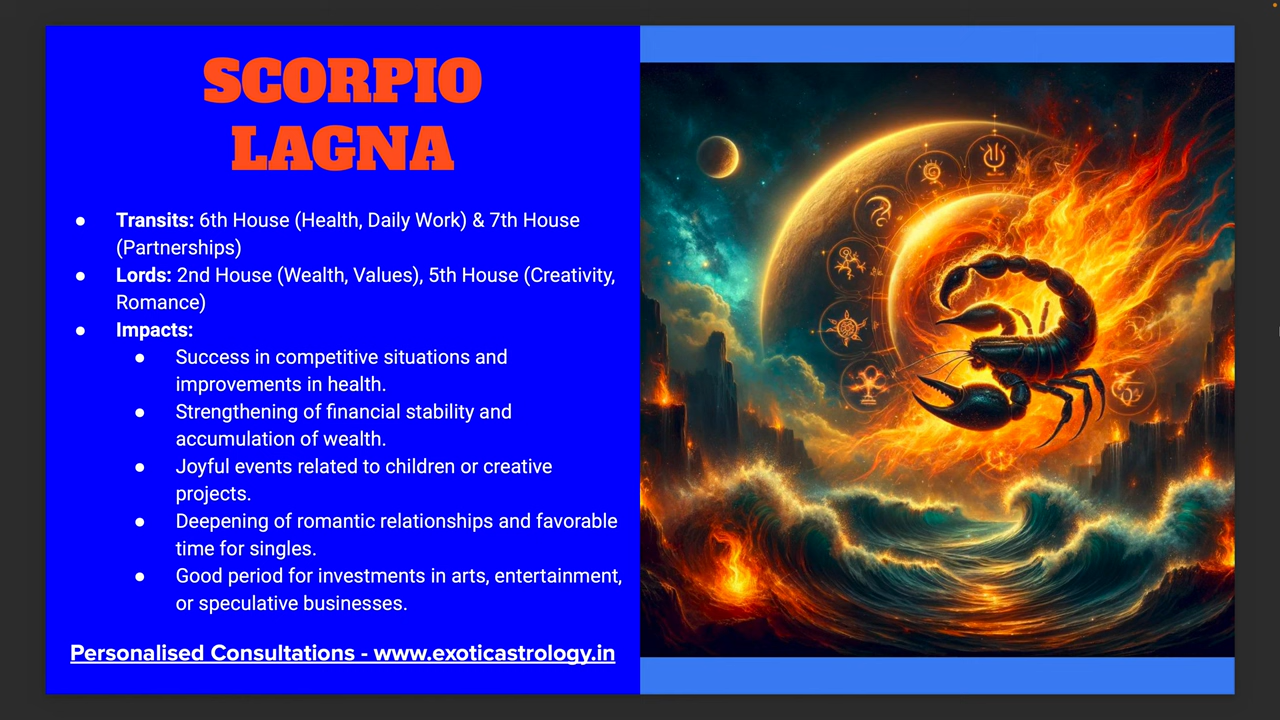 SCORPIO
LAGNA
● Transits: 6th House (Health, Daily Work) & 7th House
(Partnerships)
● Lords: 2nd House (Wealth, Values), 5th House (Creativity,
Romance)
● Impacts:
● Success in competitive situations and
improvements in health.
● Strengthening of financial stability and
accumulation of wealth.
● Joyful events related to children or creative
projects.
● Deepening of romantic relationships and favorable
time for singles.
● Good period for investments in arts, entertainment,
or speculative businesses.
Personalised Consultations - www.exoticastrology.in